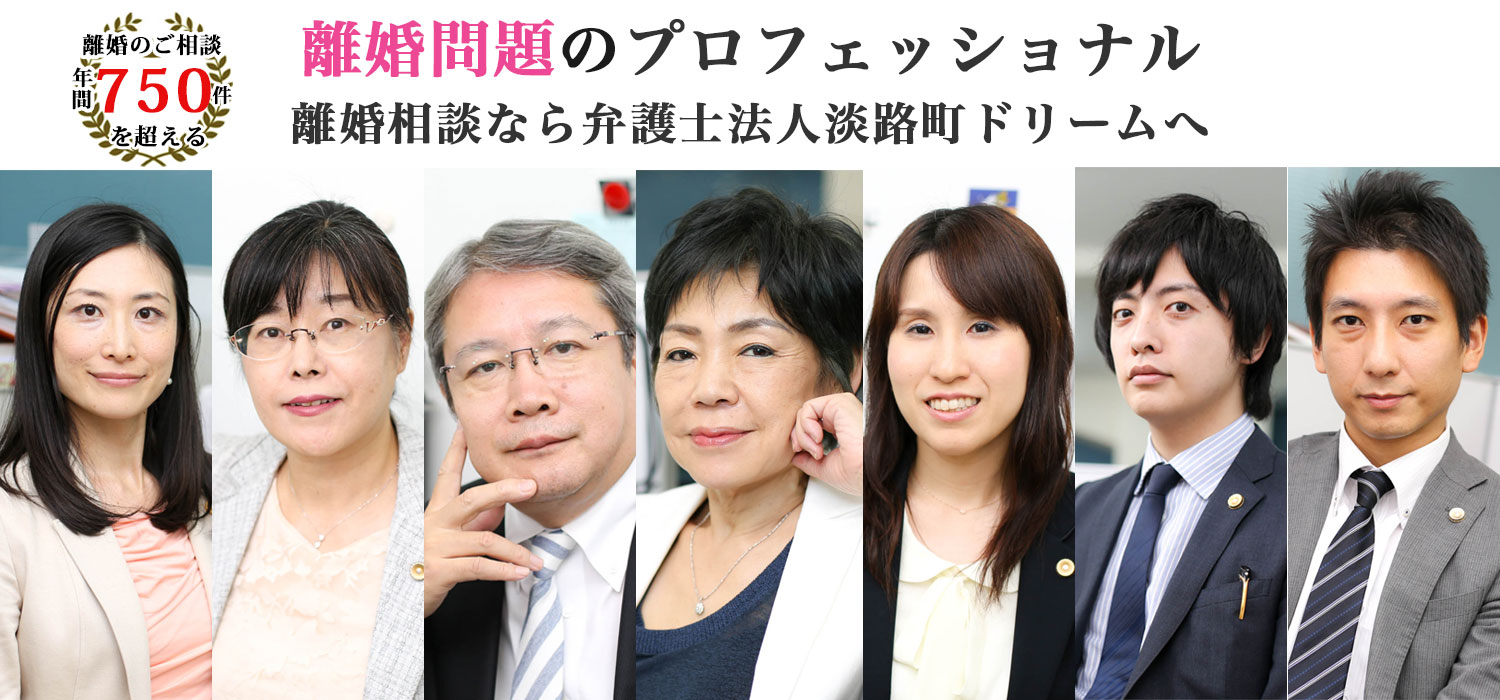 離婚のご相談
年間750件
を超える
離婚問題のプロフェッショナル
離婚相談なら弁護士法人淡路町ドリームへ